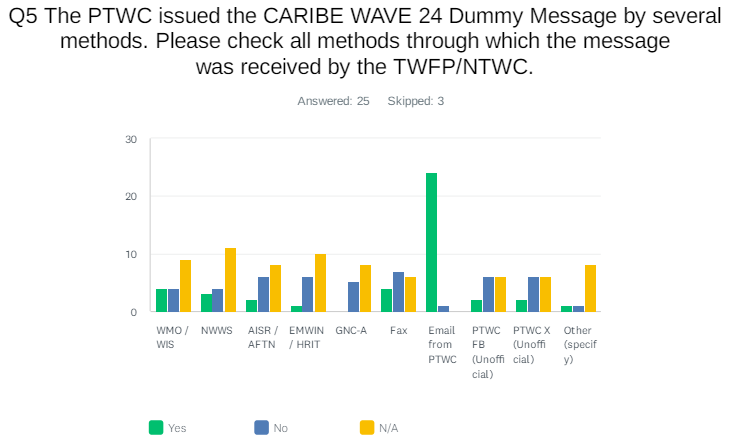 Q5 The PTWC issued the CARIBE WAVE 24 Dummy Message by several
methods. Please check all methods through which the message
was received by the TWFP/NTWC.
Answered: 25 Skipped: 3
30
20
10
0
WMO /
WIS
NWWS
AISR /
AFTN
EMWIN
/ HRIT
GNC-A
Fax
Email
from
PTWC
PTWC
FB
(Unoffi
cial)
PTWC X
(Unoffi
cial)
Other
(specif
y)
Yes
No
N/A